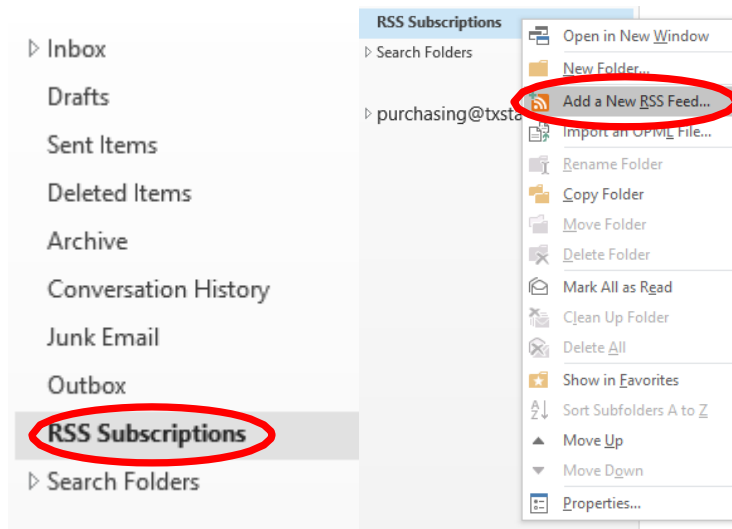 Inbox
Drafts
Sent Items
Deleted Items
Archive
Conversation History
Junk Email
Outbox
RSS Subscriptions
Search Folders
RSS Subscriptions
Search Folders
purchasing@txsta
Open in New Window
New Folder...
Add a New RSS Feed...
Import an OPML File...
Rename Folder
Copy Folder
Move Folder
Delete Folder
Mark All as Read
Clean Up Folder
Delete All
Show in Favorites
Sort Subfolders A to Z
Move Up
Move Down
Properties...